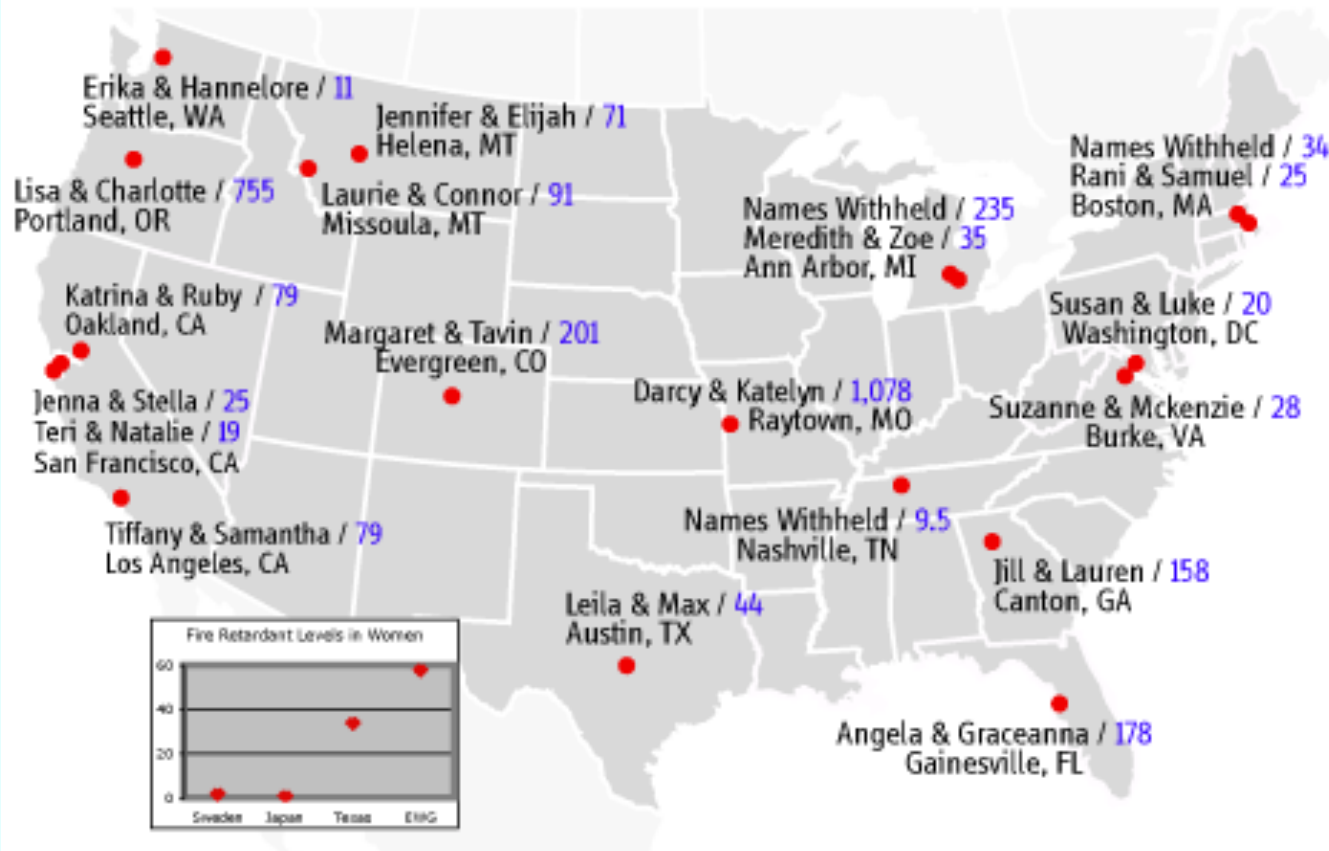 Erika & Hannelore / 11
Seattle, WA
Jennifer & Elijah / 71
Helena, MT
Names Withheld / 34
Rani & Samuel / 25
Boston, MA
Lisa & Charlotte / 755
Portland, OR
Laurie & Connor / 91
Missoula, MT
Names Withheld / 235
Meredith & Zoe / 35
Ann Arbor, MI
Katrina & Ruby / 79
Oakland, CA
Margaret & Tavin / 201
Evergreen, CO
Susan & Luke / 20
Washington, DC
Jenna & Stella / 25
Teri & Natalie / 19
San Francisco, CA
Darcy & Katelyn / 1,078
Raytown, MO
Suzanne & Mckenzie / 28
Burke, VA
Tiffany & Samantha / 79
Los Angeles, CA
Names Withheld / 9.5
Nashville, TN
Jill & Lauren / 158
Canton, GA
Leila & Max / 44
Austin, TX
Angela & Graceanna / 178
Gainesville, FL
Fire Retardant Levels in Women
60
40
20
0
Sweden Japan Texas EWG